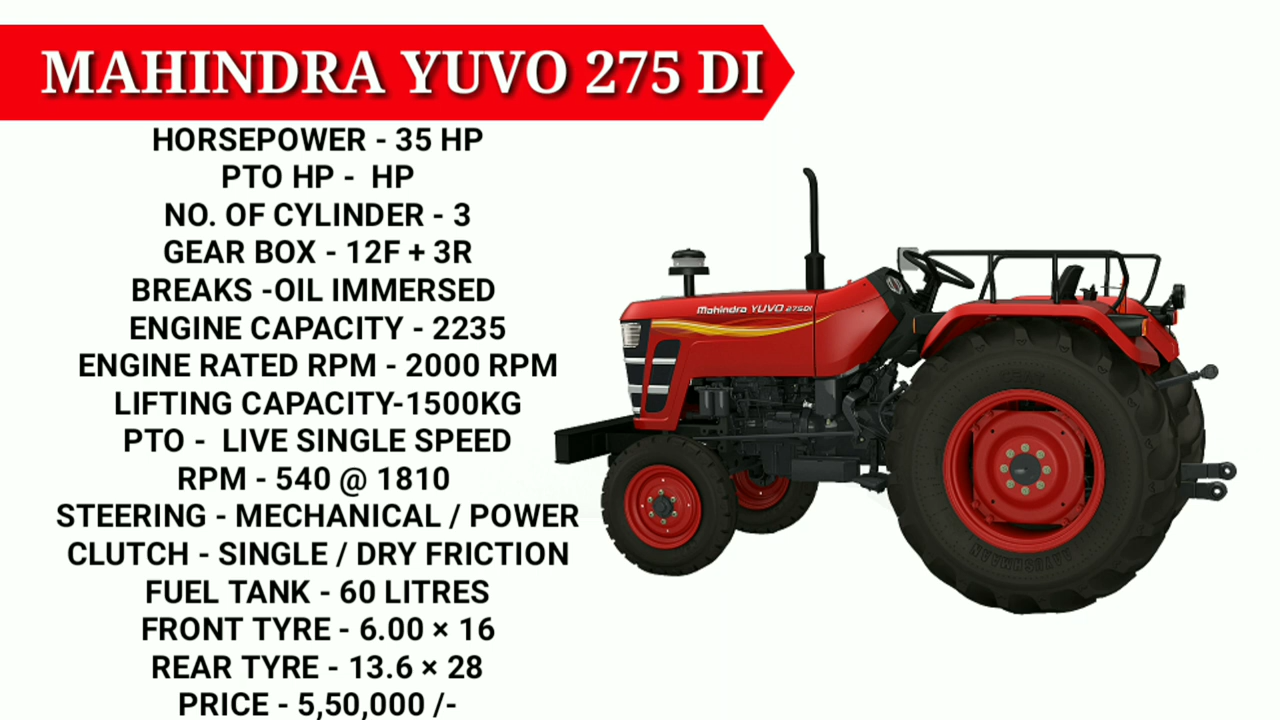 MAHINDRA YUVO 275 DI
HORSEPOWER - 35 HP
PTO HP - HP
NO. OF CYLINDER - 3
GEAR BOX - 12F + 3R
BREAKS -OIL IMMERSED
ENGINE CAPACITY - 2235
ENGINE RATED RPM - 2000 RPM
LIFTING CAPACITY-1500KG
PTO - LIVE SINGLE SPEED
RPM - 540 @ 1810
STEERING - MECHANICAL / POWER
CLUTCH - SINGLE / DRY FRICTION
FUEL TANK - 60 LITRES
FRONT TYRE - 6.00 × 16
REAR TYRE - 13.6 × 28
PRICE - 5,50,000 /-
Mahindra YUVO 275DI
AAYUSHMAAN